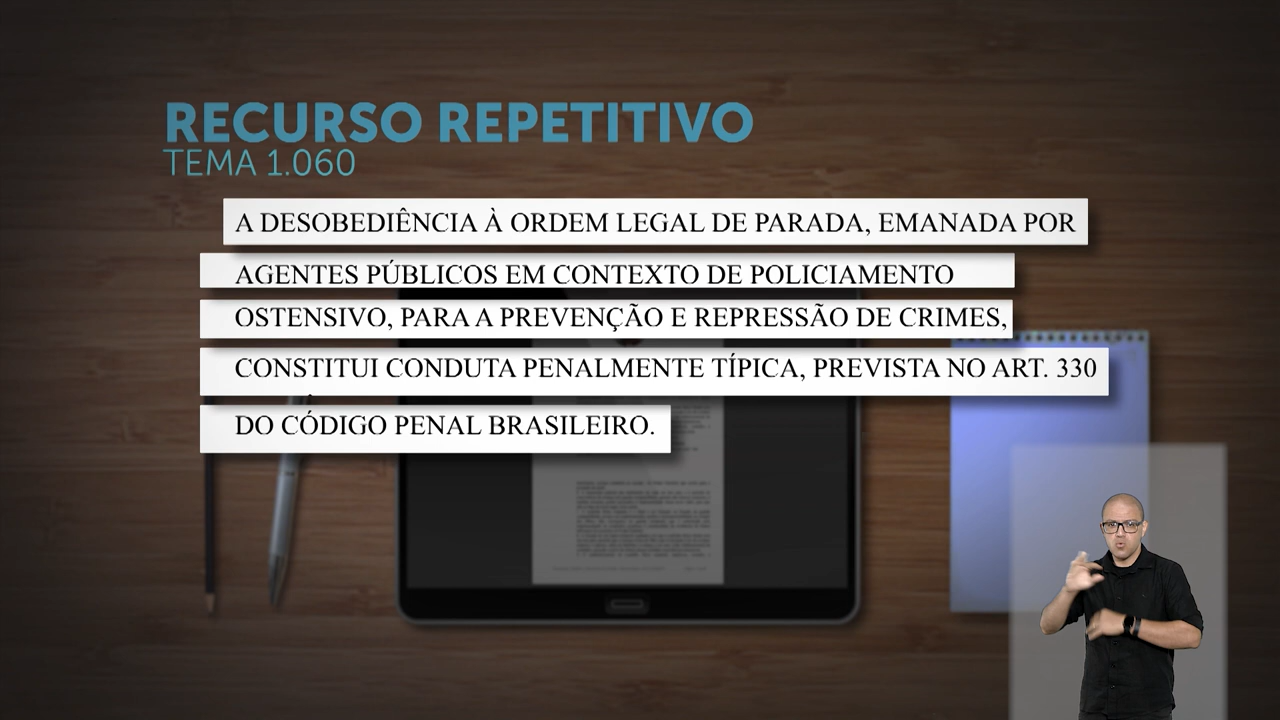 RECURSO REPETITIVO
TEMA 1.060
A DESOBEDIÊNCIA À ORDEM LEGAL DE PARADA, EMANADA POR
AGENTES PÚBLICOS EM CONTEXTO DE POLICIAMENTO
OSTENSIVO, PARA A PREVENÇÃO E REPRESSÃO DE CRIMES,
CONSTITUI CONDUTA PENALMENTE TÍPICA, PREVISTA NO ART. 330
DO CÓDIGO PENAL BRASILEIRO.